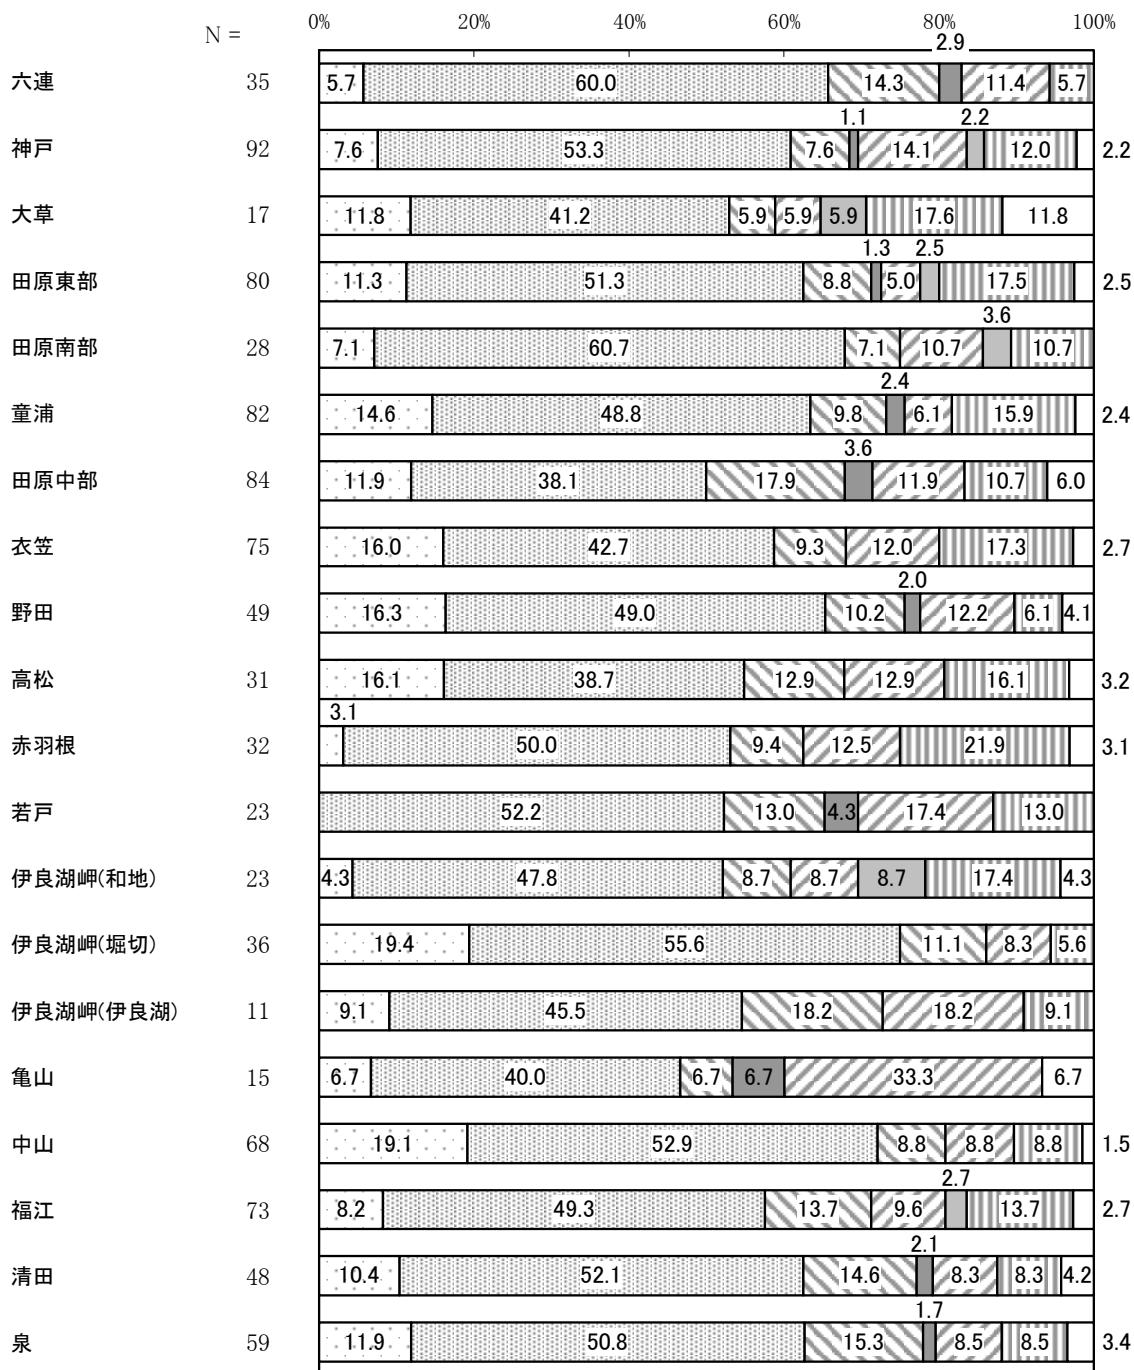 0% 20% 40% 60% 80% 100%
N =
2.9
六連 35 5.7 60.0 14.3 11.4 5.7
1.1 2.2
神戸 92 7.6 53.3 7.6 14.1 12.0 2.2
大草 17 11.8 41.2 5.9 5.9 5.9 17.6 11.8
1.3 2.5
田原東部 80 11.3 51.3 8.8 5.0 17.5 2.5
3.6
田原南部 28 7.1 60.7 7.1 10.7 10.7
2.4
童浦 82 14.6 48.8 9.8 6.1 15.9 2.4
3.6
田原中部 84 11.9 38.1 17.9 11.9 10.7 6.0
衣笠 75 16.0 42.7 9.3 12.0 17.3 2.7
2.0
野田 49 16.3 49.0 10.2 12.2 6.1 4.1
高松 31 16.1 38.7 12.9 12.9 16.1 3.2
3.1
赤羽根 32 50.0 9.4 12.5 21.9 3.1
若戸 23 52.2 13.0 4.3 17.4 13.0
伊良湖岬(和地) 23 4.3 47.8 8.7 8.7 8.7 17.4 4.3
伊良湖岬(堀切) 36 19.4 55.6 11.1 8.3 5.6
伊良湖岬(伊良湖) 11 9.1 45.5 18.2 18.2 9.1
亀山 15 6.7 40.0 6.7 6.7 33.3 6.7
中山 68 19.1 52.9 8.8 8.8 8.8 1.5
2.7
福江 73 8.2 49.3 13.7 9.6 13.7 2.7
2.1
清田 48 10.4 52.1 14.6 8.3 8.3 4.2
1.7
泉 59 11.9 50.8 15.3 8.5 8.5 3.4